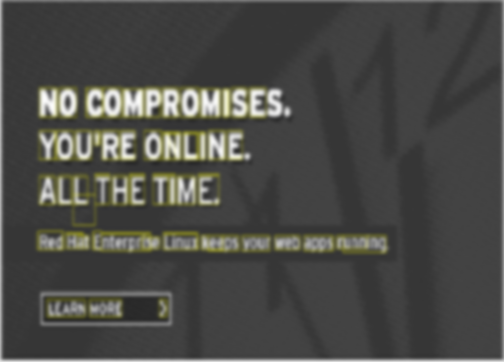 NO COMPROMISES.
YOU'RE ONLINE.
ALL THE TIME.
Red Hat Enterprise Linux keeps your web apps running.
LEARN MORE >